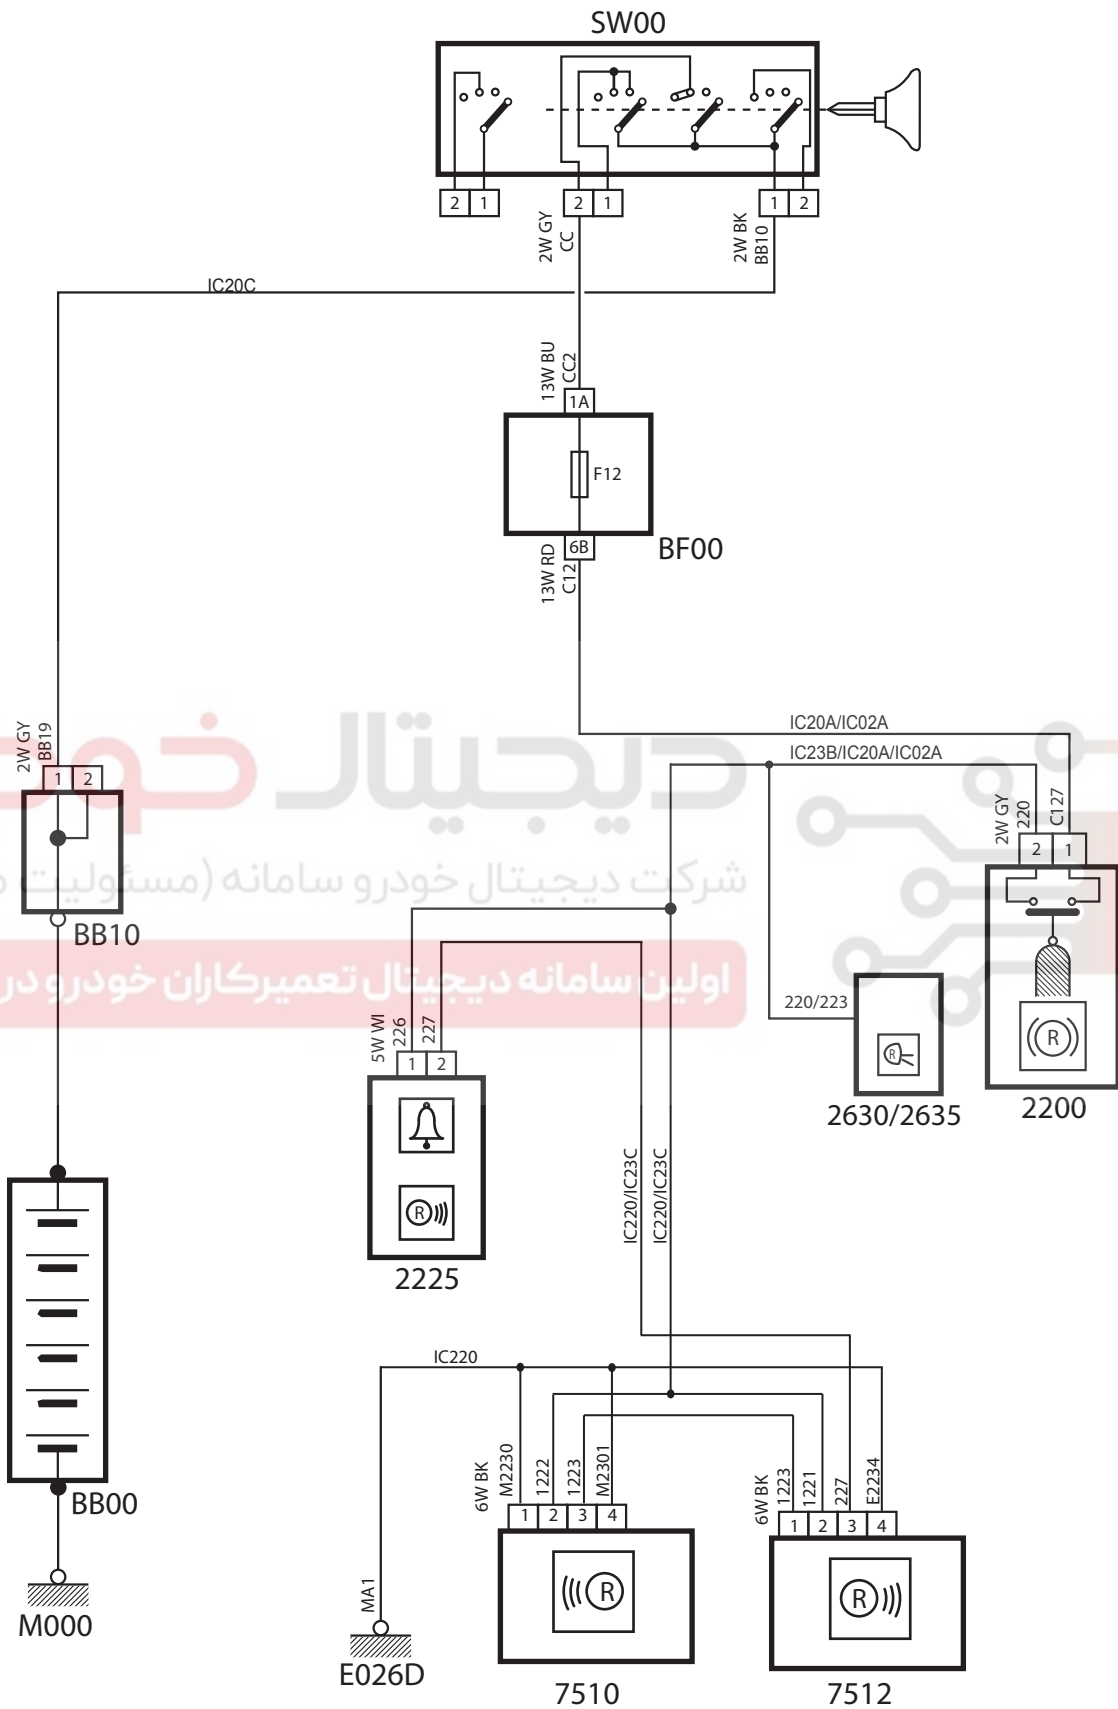 SW00
2 1
2 1
1 2
2W GY
CC
2W BK
BB10
IC20C
13W BU
CC2
1A
F12
6B
BF00
13W RD
C12
IC20A/IC02A
IC23B/IC20A/IC02A
2W GY
BB19
1 2
BB10
دیجیتال خود
شرکت دیجیتال خودرو سامانه (مسئولیت م
اولین سامانه دیجیتال تعمیرکاران خودرو در
2W GY
220
C127
2 1
R
2200
220/223
R
2630/2635
5W WI
226
227
1 2
R
2225
IC220/IC23C
IC220/IC23C
BB00
M000
IC220
MA1
E026D
6W BK
M2230
1222
1223
M2301
1 2 3 4
R
7510
6W BK
1223
1221
227
E2234
1 2 3 4
R
7512